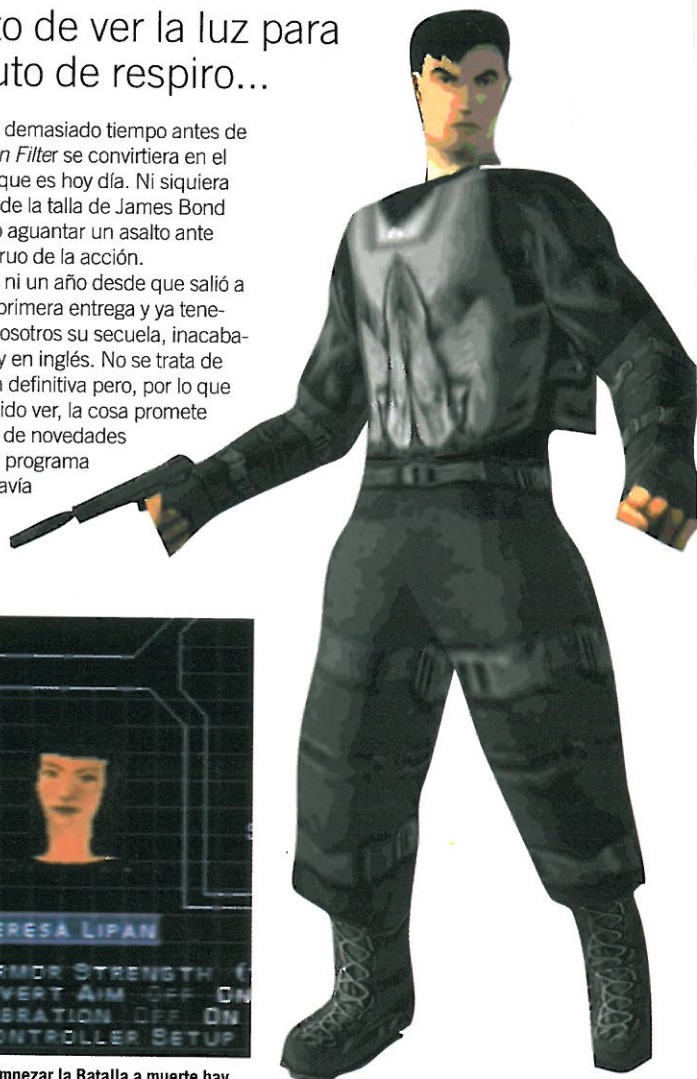 to de ver la luz para
uto de respiro...
demasiado tiempo antes de
n Filter se convirtiera en el
que es hoy día. Ni siquiera
de la talla de James Bond
o aguantar un asalto ante
ruo de la acción.
ni un año desde que salió a
primera entrega y ya tene-
osotros su secuela, inacaba-
y en inglés. No se trata de
n definitiva pero, por lo que
ido ver, la cosa promete
de novedades
programa
avía
ERESA LIPAN
RMOR STRENGTH
VERT AIM OFF ON
BRATION OFF ON
ONTROLLER SETUP
mpezar la Batalla a muerte hay